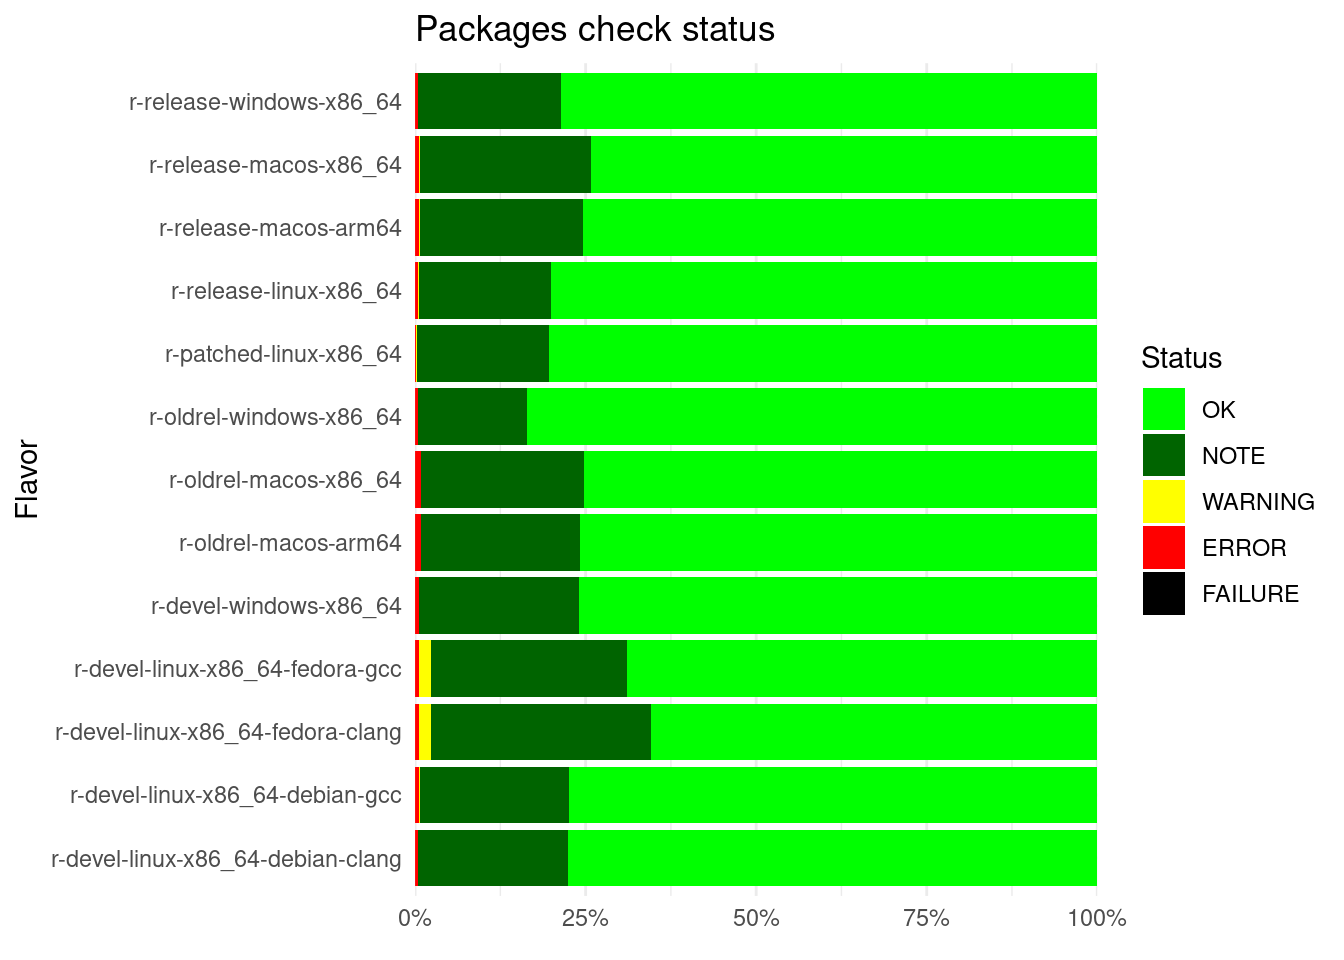 Packages check status
r-release-windows-x86_64
r-release-macos-x86_64
r-release-macos-arm64
r-release-linux-x86_64
r-patched-linux-x86_64
r-oldrel-windows-x86_64
r-oldrel-macos-x86_64
r-oldrel-macos-arm64
r-devel-windows-x86_64
r-devel-linux-x86_64-fedora-gcc
r-devel-linux-x86_64-fedora-clang
r-devel-linux-x86_64-debian-gcc
r-devel-linux-x86_64-debian-clang
Flavor
0% 25% 50% 75% 100%
Status
OK
NOTE
WARNING
ERROR
FAILURE